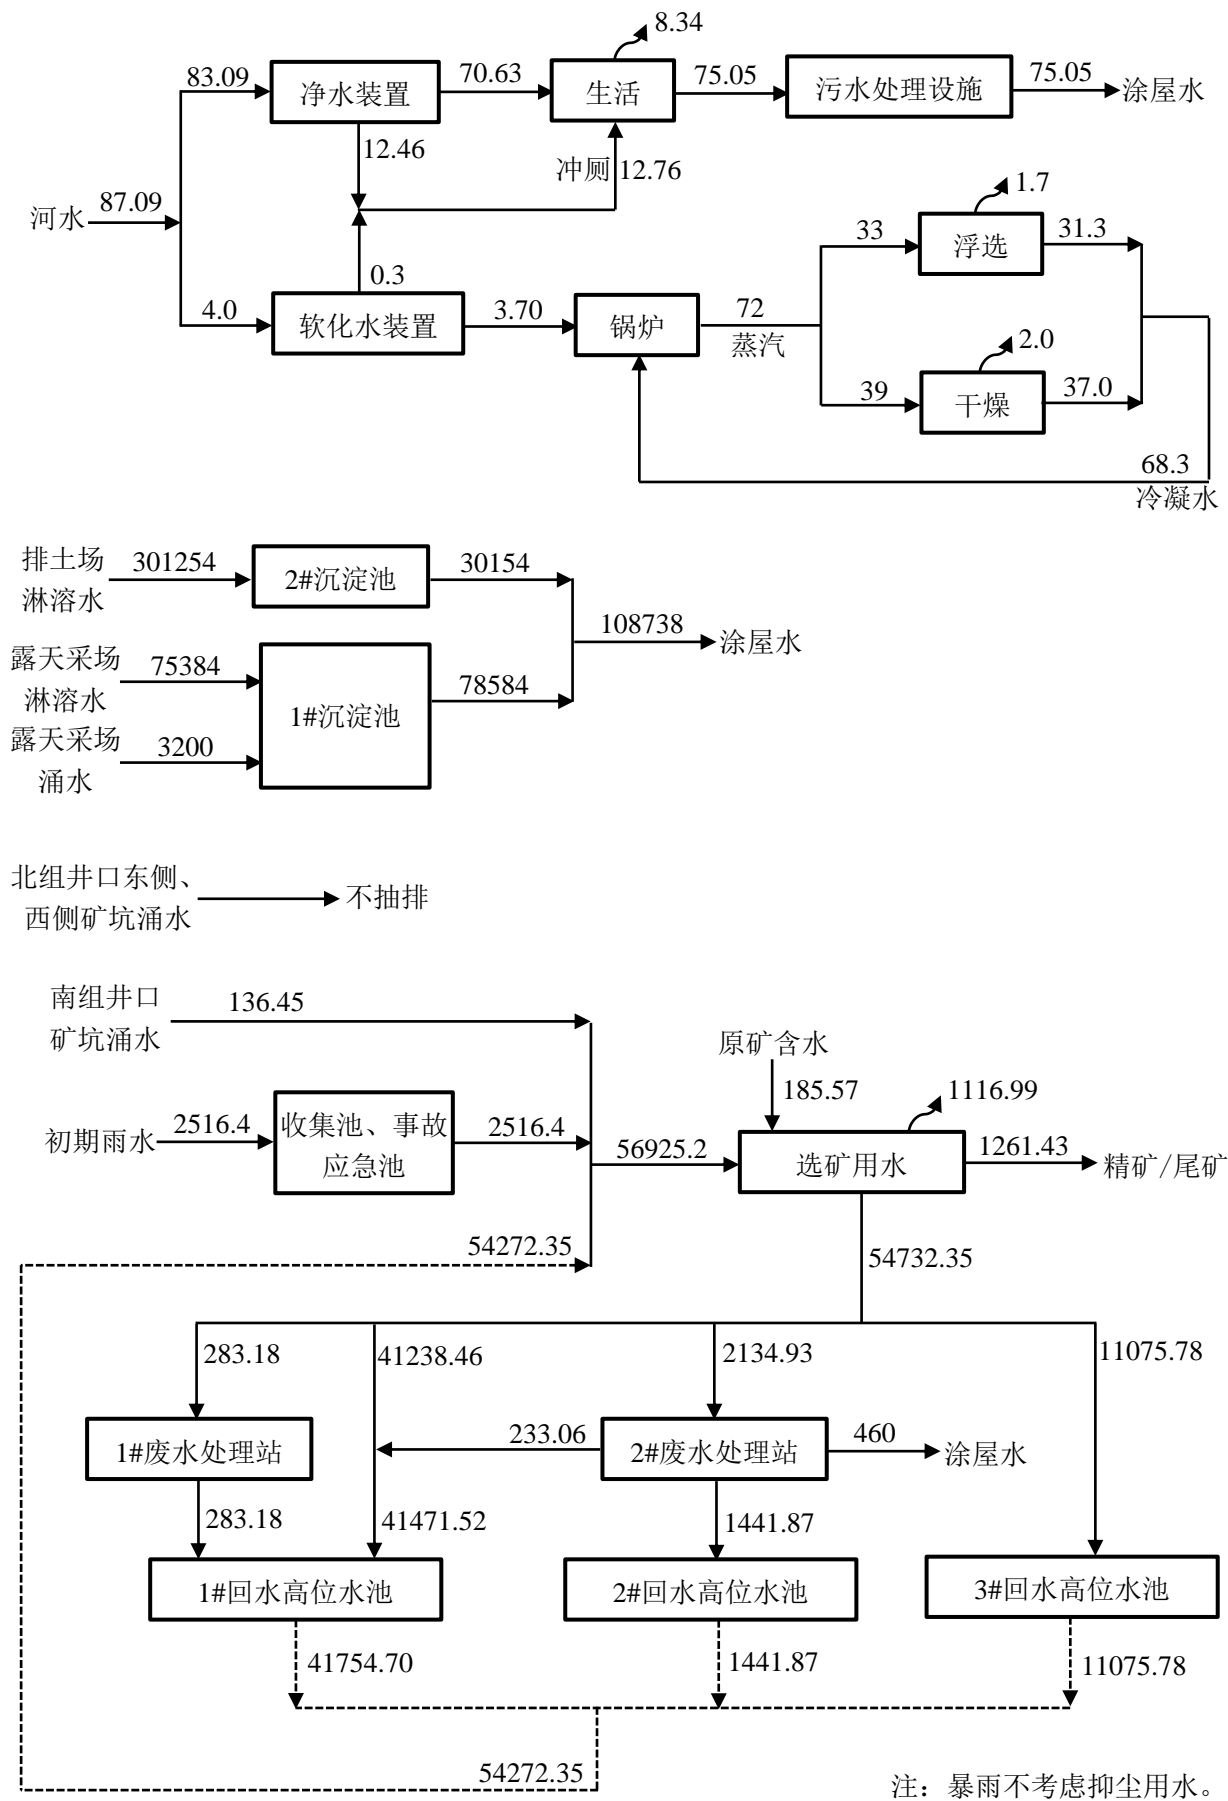 8.34
83.09
净水装置
70.63
生活
75.05
污水处理设施
75.05
涂屋水
12.46
冲厕
12.76
河水
87.09
1.7
33
浮选
31.3
0.3
4.0
软化水装置
3.70
锅炉
72
蒸汽
2.0
39
干燥
37.0
68.3
冷凝水
排土场
淋溶水
301254
2#沉淀池
30154
108738
涂屋水
露天采场
淋溶水
75384
1#沉淀池
78584
露天采场
涌水
3200
北组井口东侧、
西侧矿坑涌水
不抽排
南组井口
矿坑涌水
136.45
原矿含水
185.57
1116.99
初期雨水
2516.4
收集池、事故
应急池
2516.4
56925.2
选矿用水
1261.43
精矿/尾矿
54272.35
54732.35
283.18
41238.46
2134.93
11075.78
1#废水处理站
233.06
2#废水处理站
460
涂屋水
283.18
41471.52
1441.87
1#回水高位水池
2#回水高位水池
3#回水高位水池
41754.70
1441.87
11075.78
54272.35
注：暴雨不考虑抑尘用水。